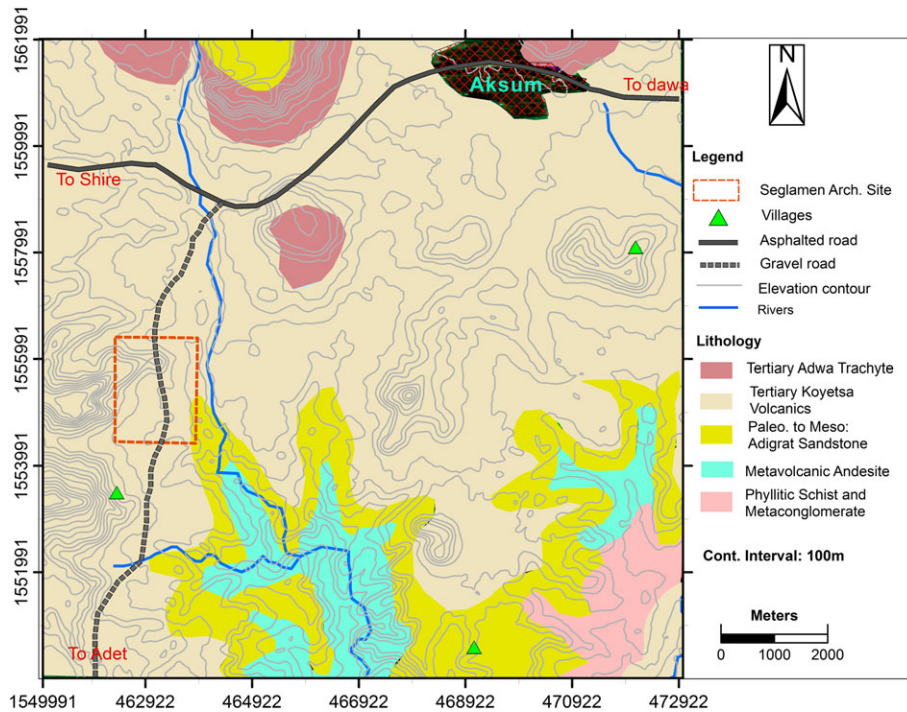 1561991
1559991
1557991
1555991
1553991
1551991
1549991
462922
464922
466922
468922
470922
472922
Aksum
To dawa
To Shire
To Adet
N
Legend
Seglamen Arch. Site
Villages
Asphalted road
Gravel road
Elevation contour
Rivers
Lithology
Tertiary Adwa Trachyte
Tertiary Koyetsa
Volcanics
Paleo. to Meso:
Adigrat Sandstone
Metavolcanic Andesite
Phyllitic Schist and
Metaconglomerate
Cont. Interval: 100m
Meters
0 1000 2000